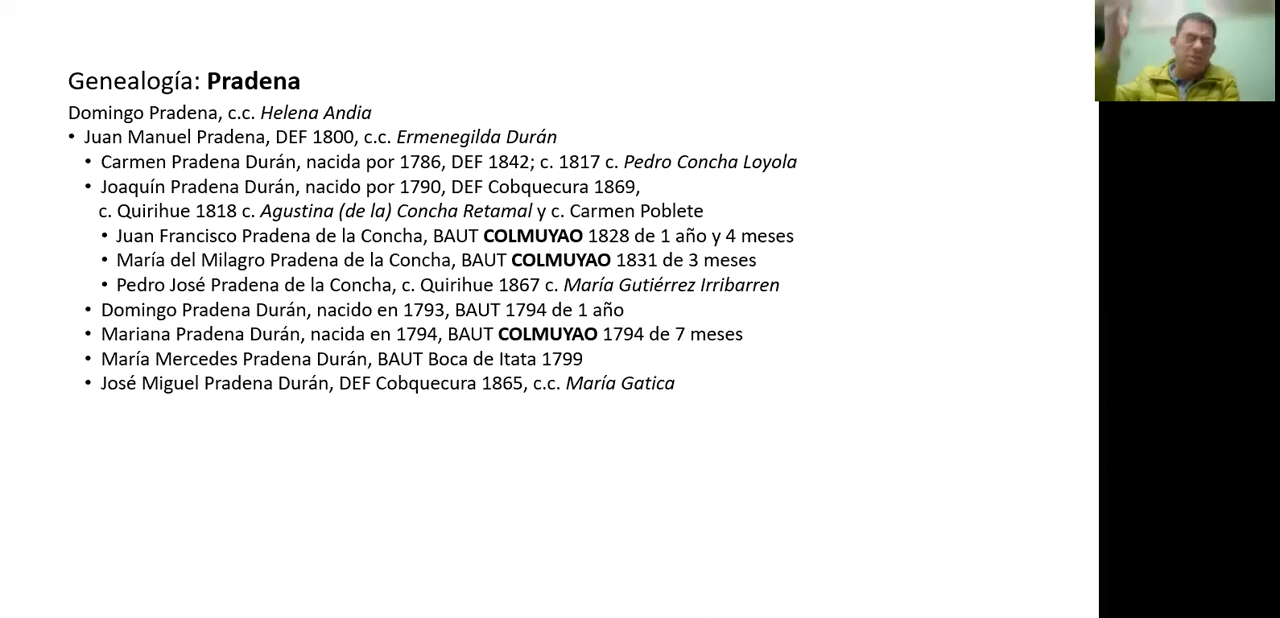 Genealogía: Pradena
Domingo Pradena, c.c. Helena Andia
• Juan Manuel Pradena, DEF 1800, c.c. Ermenegilda Durán
• Carmen Pradena Durán, nacida por 1786, DEF 1842; c. 1817 c. Pedro Concha Loyola
• Joaquín Pradena Durán, nacido por 1790, DEF Cobquecura 1869,
c. Quirihue 1818 c. Agustina (de la) Concha Retamal y c. Carmen Poblete
• Juan Francisco Pradena de la Concha, BAUT COLMUYAO 1828 de 1 año y 4 meses
• María del Milagro Pradena de la Concha, BAUT COLMUYAO 1831 de 3 meses
• Pedro José Pradena de la Concha, c. Quirihue 1867 c. María Gutiérrez Irribarren
• Domingo Pradena Durán, nacido en 1793, BAUT 1794 de 1 año
• Mariana Pradena Durán, nacida en 1794, BAUT COLMUYAO 1794 de 7 meses
• María Mercedes Pradena Durán, BAUT Boca de Itata 1799
• José Miguel Pradena Durán, DEF Cobquecura 1865, c.c. María Gatica